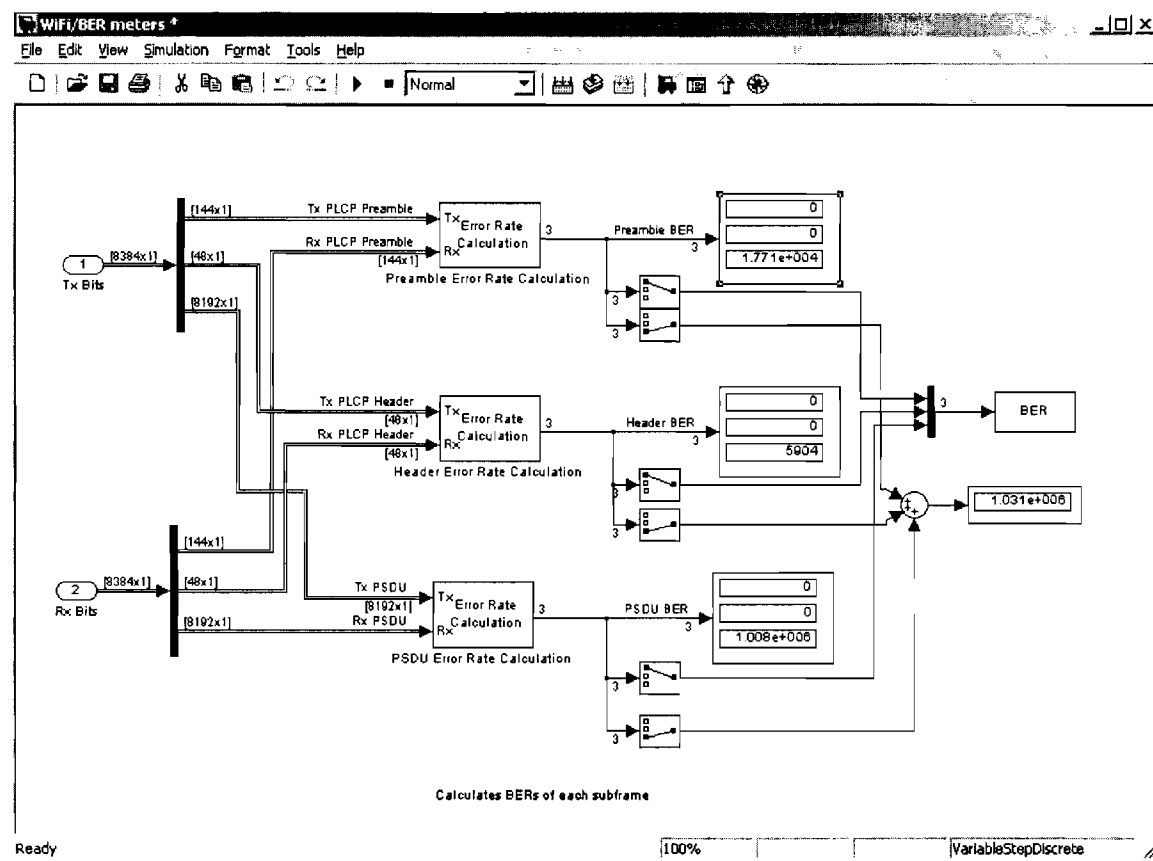 WiFi/BER meters *
File Edit View Simulation Format Tools Help
Normal
[8384x1]
1
Tx Bits
[144x1]
[48x1]
[8192x1]
Tx PLCP Preamble
Rx PLCP Preamble
[144x1]
Tx
Rx
Error Rate
Calculation
3
Preamble Error Rate Calculation
Preamble BER
3
0
0
1.771e+004
3
3
Tx PLCP Header
[48x1]
Rx PLCP Header
[48x1]
Tx
Rx
Error Rate
Calculation
3
Header Error Rate Calculation
Header BER
3
0
0
5904
3
3
3
BER
1.031e+006
[8384x1]
2
Rx Bits
[144x1]
[48x1]
[8192x1]
Tx PSDU
[8192x1]
Rx PSDU
Tx
Rx
Error Rate
Calculation
3
PSDU Error Rate Calculation
PSDU BER
3
0
0
1.008e+006
3
3
Calculates BERs of each subframe
Ready
100%
VariableStepDiscrete